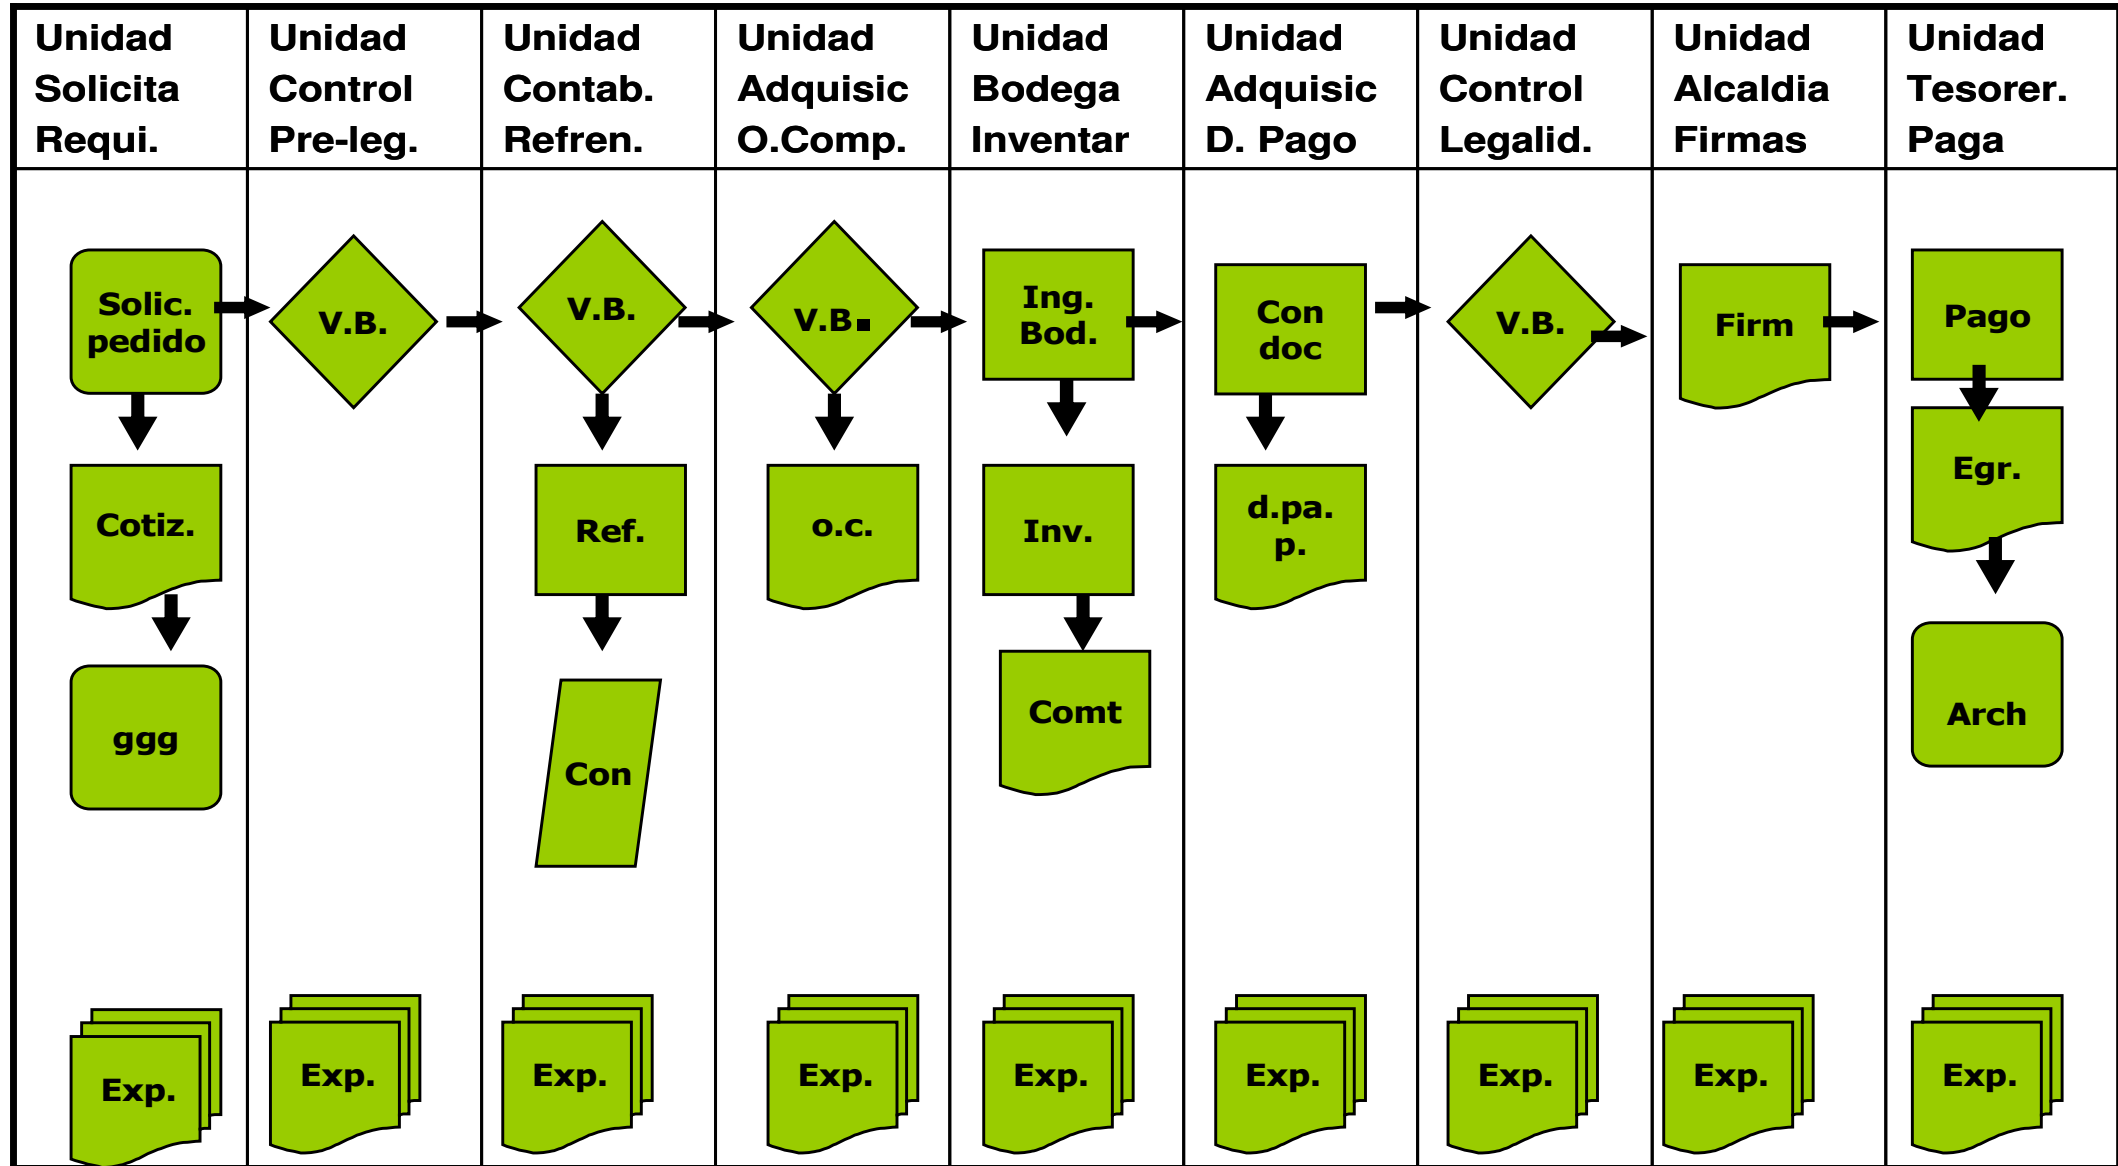 Unidad
Solicita
Requi.
Unidad
Control
Pre-leg.
Unidad
Contab.
Refren.
Unidad
Adquisic
O.Comp.
Unidad
Bodega
Inventar
Unidad
Adquisic
D. Pago
Unidad
Control
Legalid.
Unidad
Alcaldia
Firmas
Unidad
Tesorer.
Paga
Solic.
pedido
V.B.
V.B.
V.B.
Ing.
Bod.
Con
doc
V.B.
Firm
Pago
Cotiz.
Ref.
o.c.
Inv.
d.pa.
p.
Egr.
ggg
Con
Comt
Arch
Exp.
Exp.
Exp.
Exp.
Exp.
Exp.
Exp.
Exp.
Exp.